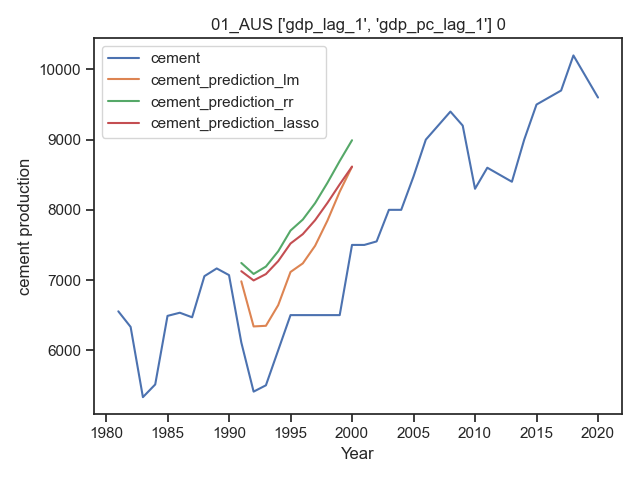 01_AUS ['gdp_lag_1', 'gdp_pc_lag_1'] 0
cement
cement_prediction_lm
cement_prediction_rr
cement_prediction_lasso
cement production
10000
9000
8000
7000
6000
1980 1985 1990 1995 2000 2005 2010 2015 2020
Year